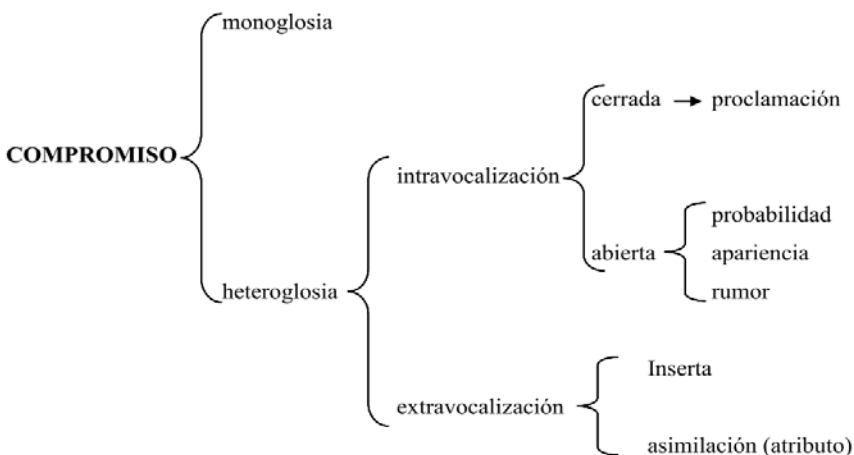 monoglosia
cerrada → proclamación
COMPROMISO
intravocalización
probabilidad
abierta
apariencia
rumor
heteroglosia
Inserta
extravocalización
asimilación (atributo)